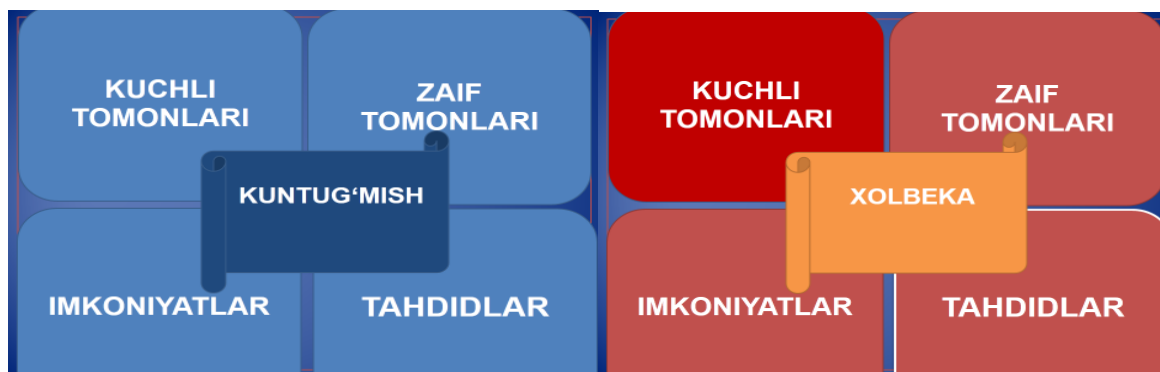 KUCHLI
TOMONLARI
ZAIF
TOMONLARI
KUNTUG‘MISH
IMKONIYATLAR
TAHDIDLAR
KUCHLI
TOMONLARI
ZAIF
TOMONLARI
XOLBEKA
IMKONIYATLAR
TAHDIDLAR